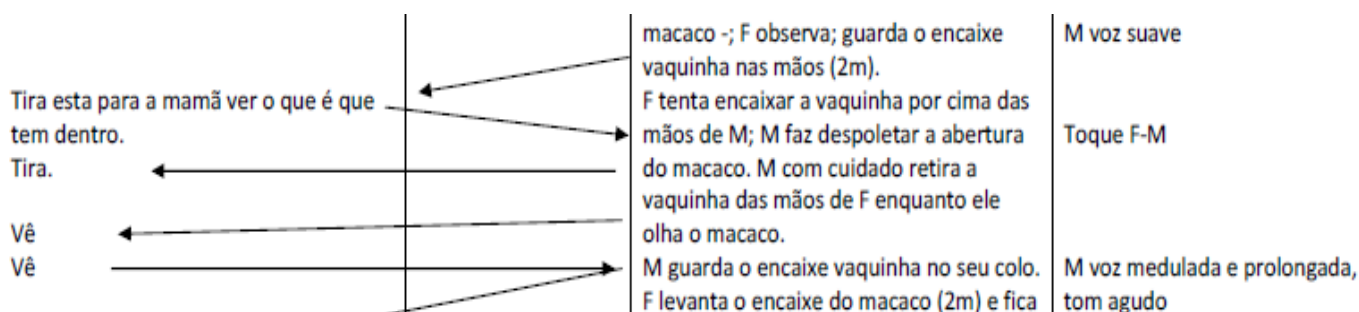 macaco -; F observa; guarda o encaixe
M voz suave
vaquinha nas mãos (2m).
Tira esta para a mamã ver o que é que
F tenta encaixar a vaquinha por cima das
tem dentro.
mãos de M; M faz despoletar a abertura
Toque F-M
Tira.
do macaco. M com cuidado retira a
vaquinha das mãos de F enquanto ele
Vê
olha o macaco.
Vê
M guarda o encaixe vaquinha no seu colo.
M voz medulada e prolongada,
F levanta o encaixe do macaco (2m) e fica
tom agudo